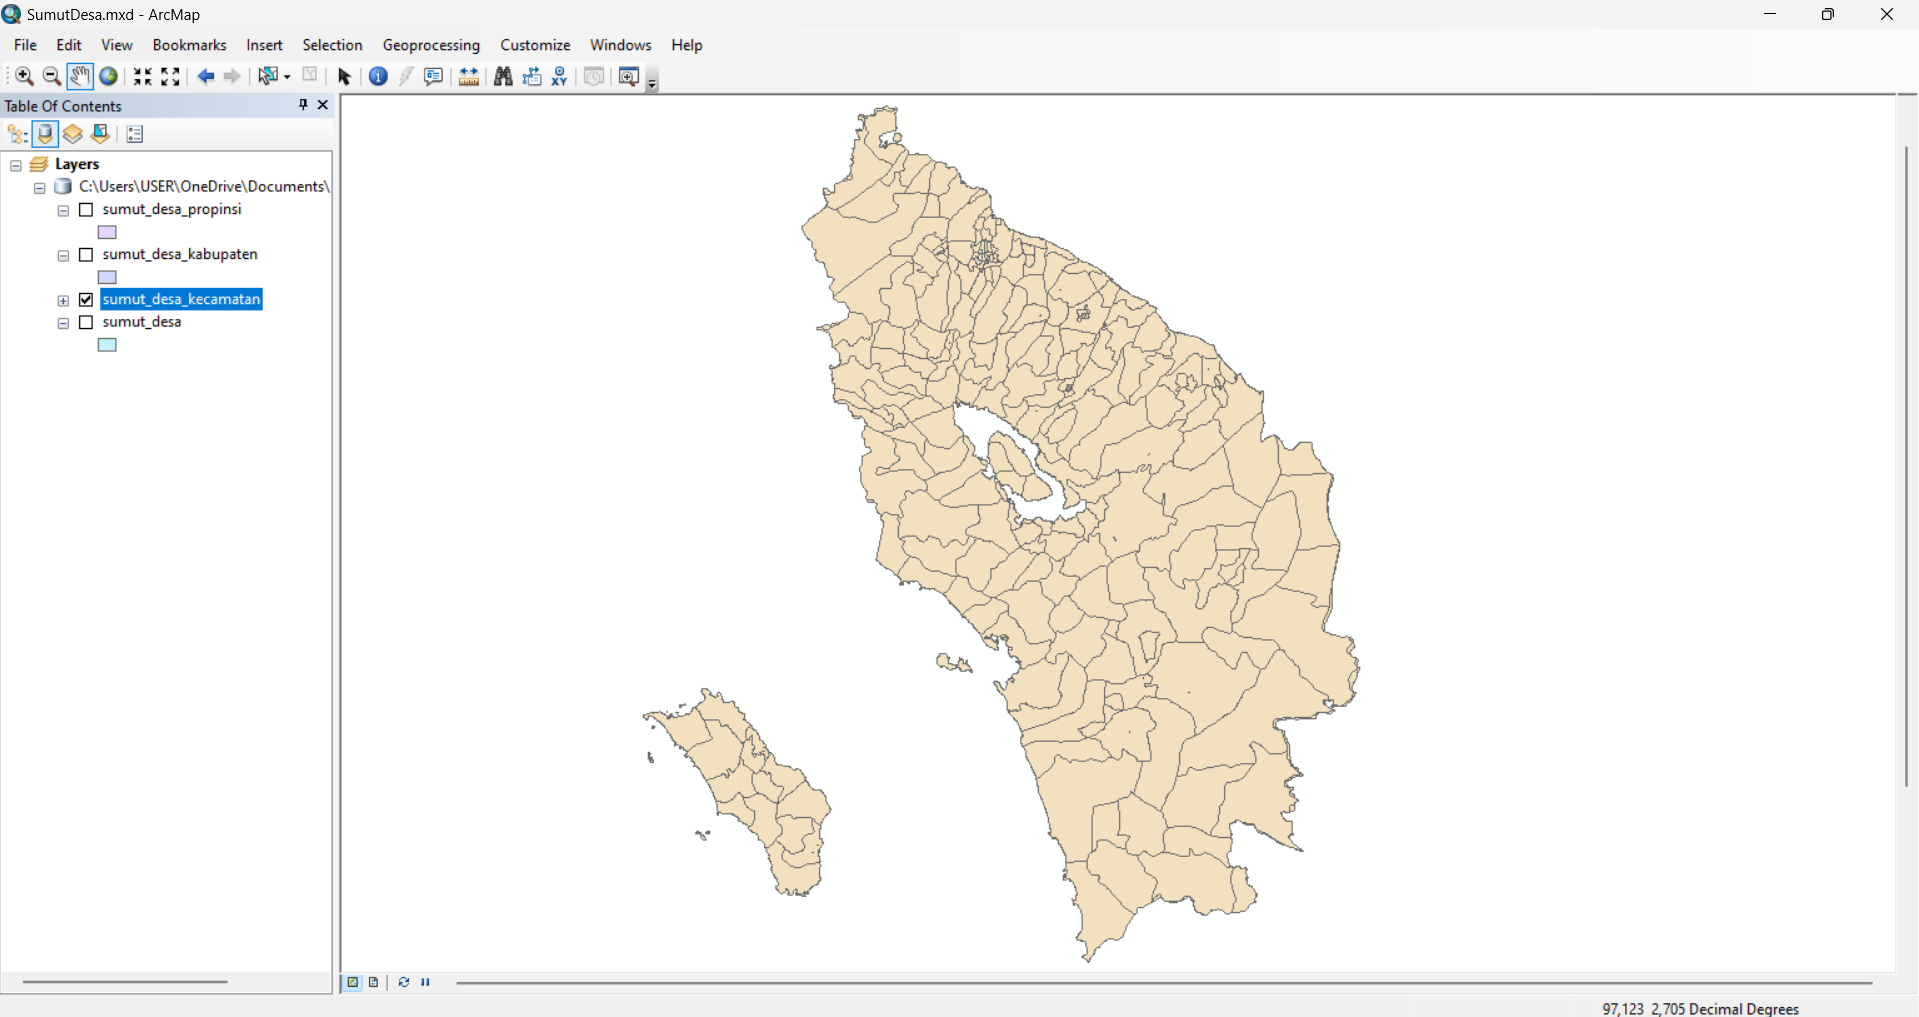 SumutDesa.mxd - ArcMap
File Edit View Bookmarks Insert Selection Geoprocessing Customize Windows Help
XY
Table Of Contents
Layers
C:\Users\USER\OneDrive\Documents\
sumut_desa_propinsi
sumut_desa_kabupaten
sumut_desa_kecamatan
sumut_desa
97,123 2,705 Decimal Degrees